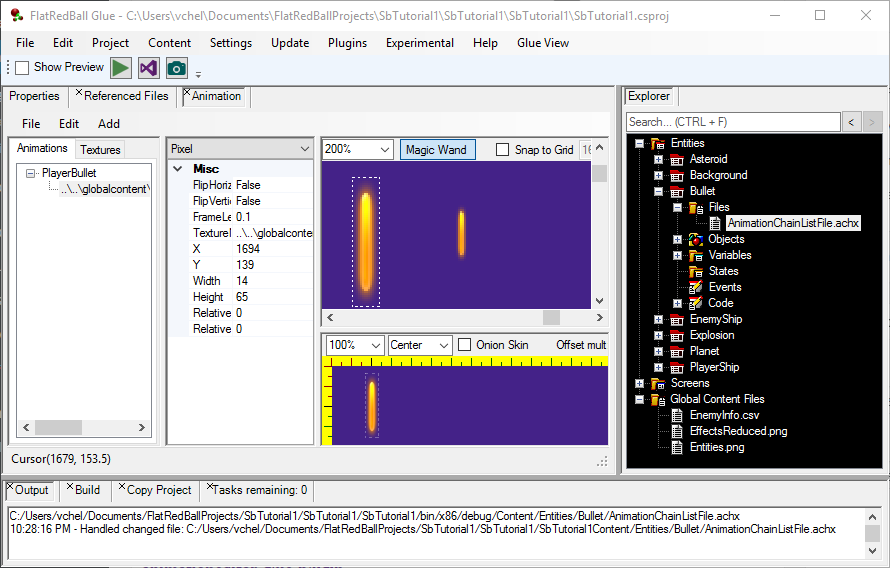 FlatRedBall Glue - C:\Users\vchel\Documents\FlatRedBallProjects\SbTutorial1\SbTutorial1\SbTutorial1\SbTutorial1.csproj
File Edit Project Content Settings Update Plugins Experimental Help Glue View
Show Preview
Properties Referenced Files Animation
File Edit Add
Animations Textures
PlayerBullet
..\..\globalcontent\
Pixel
Misc
FlipHoriz False
FlipVertic False
FrameLe 0.1
TextureI ..\..\globalconten
X 1694
Y 139
Width 14
Height 65
Relative 0
Relative 0
200% Magic Wand Snap to Grid 16
100% Center Onion Skin Offset mult
Cursor(1679, 153.5)
Explorer
Search... (CTRL + F) < >
Entities
Asteroid
Background
Bullet
Files
AnimationChainListFile.achx
Objects
Variables
States
Events
Code
EnemyShip
Explosion
Planet
PlayerShip
Screens
Global Content Files
EnemyInfo.csv
EffectsReduced.png
Entities.png
Output Build Copy Project Tasks remaining: 0
C:/Users/vchel/Documents/FlatRedBallProjects/SbTutorial1/SbTutorial1/SbTutorial1/bin/x86/debug/Content/Entities/Bullet/AnimationChainListFile.achx
10:28:16 PM - Handled changed file: C:/Users/vchel/Documents/FlatRedBallProjects/SbTutorial1/SbTutorial1/SbTutorial1Content/Entities/Bullet/AnimationChainListFile.achx